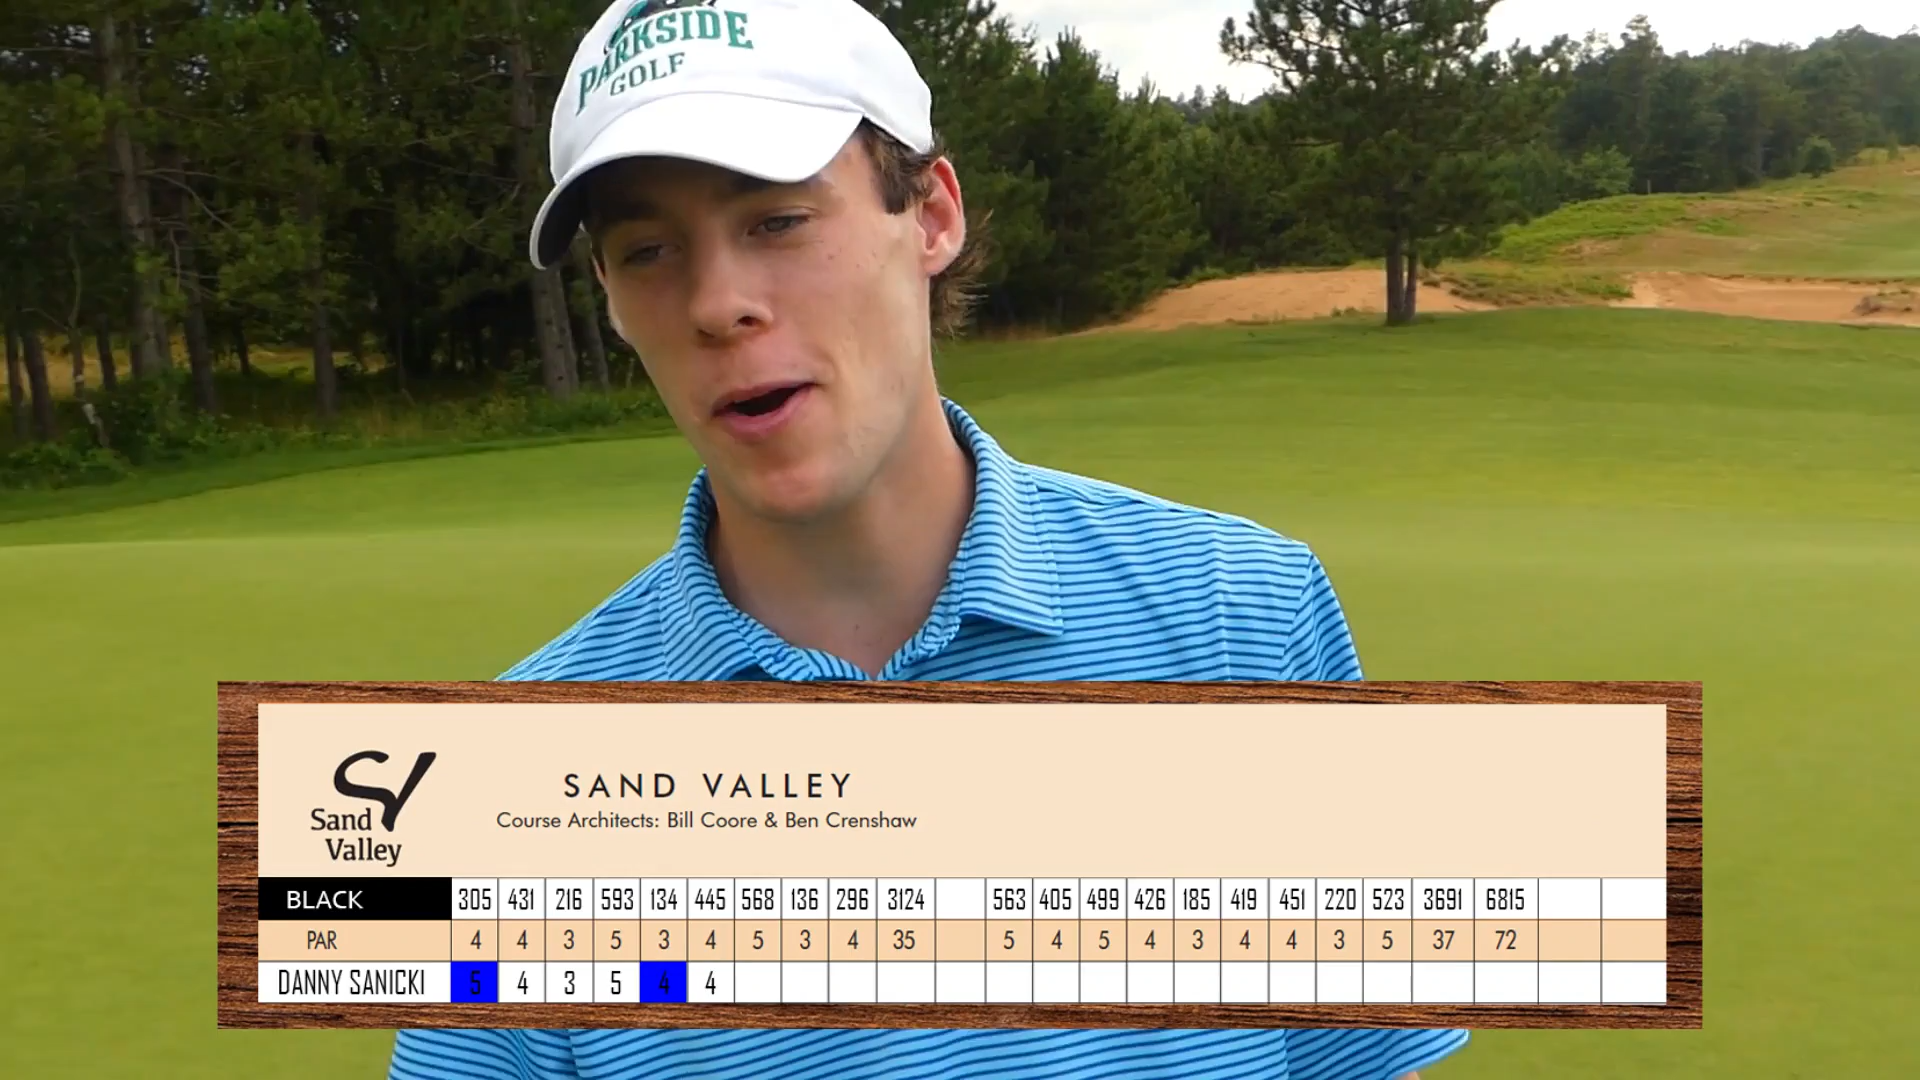 PARKSIDE
GOLF
Sand
Valley
SAND VALLEY
Course Architects: Bill Coore & Ben Crenshaw
BLACK 305 431 216 593 134 445 568 136 296 3124 563 405 499 426 185 419 451 220 523 3691 6815
PAR 4 4 3 5 3 4 5 3 4 35 5 4 5 4 3 4 4 3 5 37 72
DANNY SANICKI 5 4 3 5 4 4